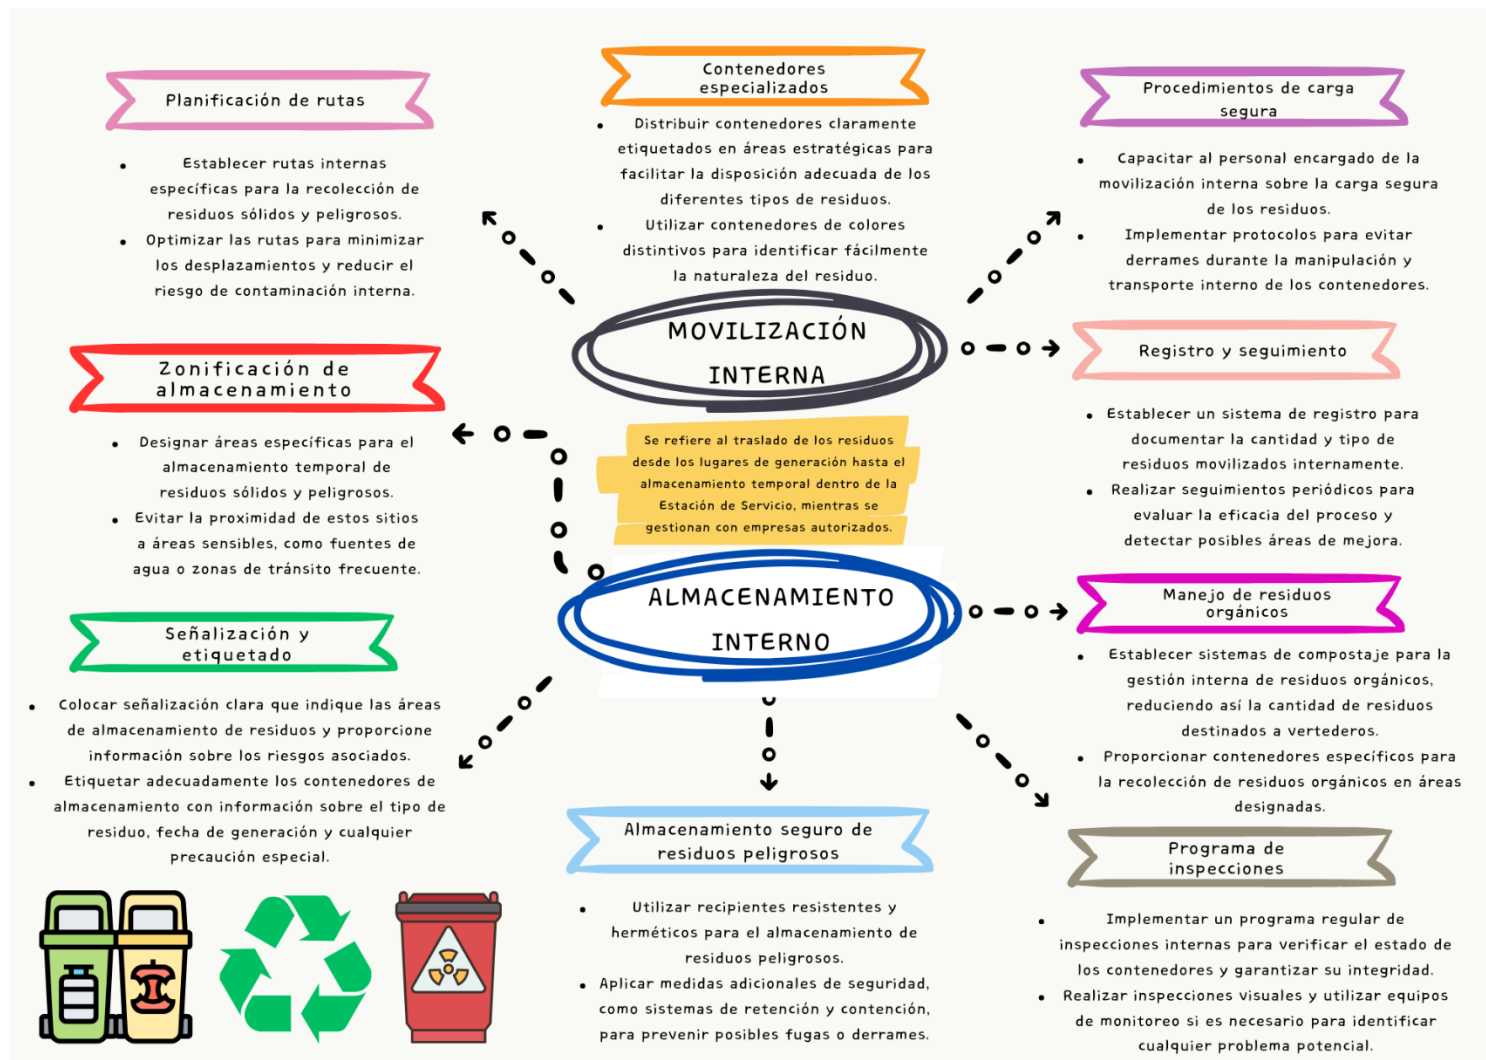 Planificación de rutas
Establecer rutas internas
específicas para la recolección de
residuos sólidos y peligrosos.
Optimizar las rutas para minimizar
los desplazamientos y reducir el
riesgo de contaminación interna.
Contenedores
especializados
Distribuir contenedores claramente
etiquetados en áreas estratégicas para
facilitar la disposición adecuada de los
diferentes tipos de residuos.
Utilizar contenedores de colores
distintivos para identificar fácilmente
la naturaleza del residuo.
Procedimientos de carga
segura
Capacitar al personal encargado de la
movilización interna sobre la carga segura
de los residuos.
Implementar protocolos para evitar
derrames durante la manipulación y
transporte interno de los contenedores.
MOVILIZACIÓN
INTERNA
Registro y seguimiento
Establecer un sistema de registro para
documentar la cantidad y tipo de
residuos movilizados internamente.
Realizar seguimientos periódicos para
evaluar la eficacia del proceso y
detectar posibles áreas de mejora.
Se refiere al traslado de los residuos
desde los lugares de generación hasta el
almacenamiento temporal dentro de la
Estación de Servicio, mientras se
gestionan con empresas autorizados.
Zonificación de
almacenamiento
Designar áreas específicas para el
almacenamiento temporal de
residuos sólidos y peligrosos.
Evitar la proximidad de estos sitios
a áreas sensibles, como fuentes de
agua o zonas de tránsito frecuente.
ALMACENAMIENTO
INTERNO
Manejo de residuos
orgánicos
Establecer sistemas de compostaje para la
gestión interna de residuos orgánicos,
reduciendo así la cantidad de residuos
destinados a vertederos.
Proporcionar contenedores específicos para
la recolección de residuos orgánicos en áreas
designadas.
Señalización y
etiquetado
Colocar señalización clara que indique las áreas
de almacenamiento de residuos y proporcione
información sobre los riesgos asociados.
Etiquetar adecuadamente los contenedores de
almacenamiento con información sobre el tipo de
residuo, fecha de generación y cualquier
precaución especial.
Almacenamiento seguro de
residuos peligrosos
Utilizar recipientes resistentes y
herméticos para el almacenamiento de
residuos peligrosos.
Aplicar medidas adicionales de seguridad,
como sistemas de retención y contención,
para prevenir posibles fugas o derrames.
Programa de
inspecciones
Implementar un programa regular de
inspecciones internas para verificar el estado de
los contenedores y garantizar su integridad.
Realizar inspecciones visuales y utilizar equipos
de monitoreo si es necesario para identificar
cualquier problema potencial.